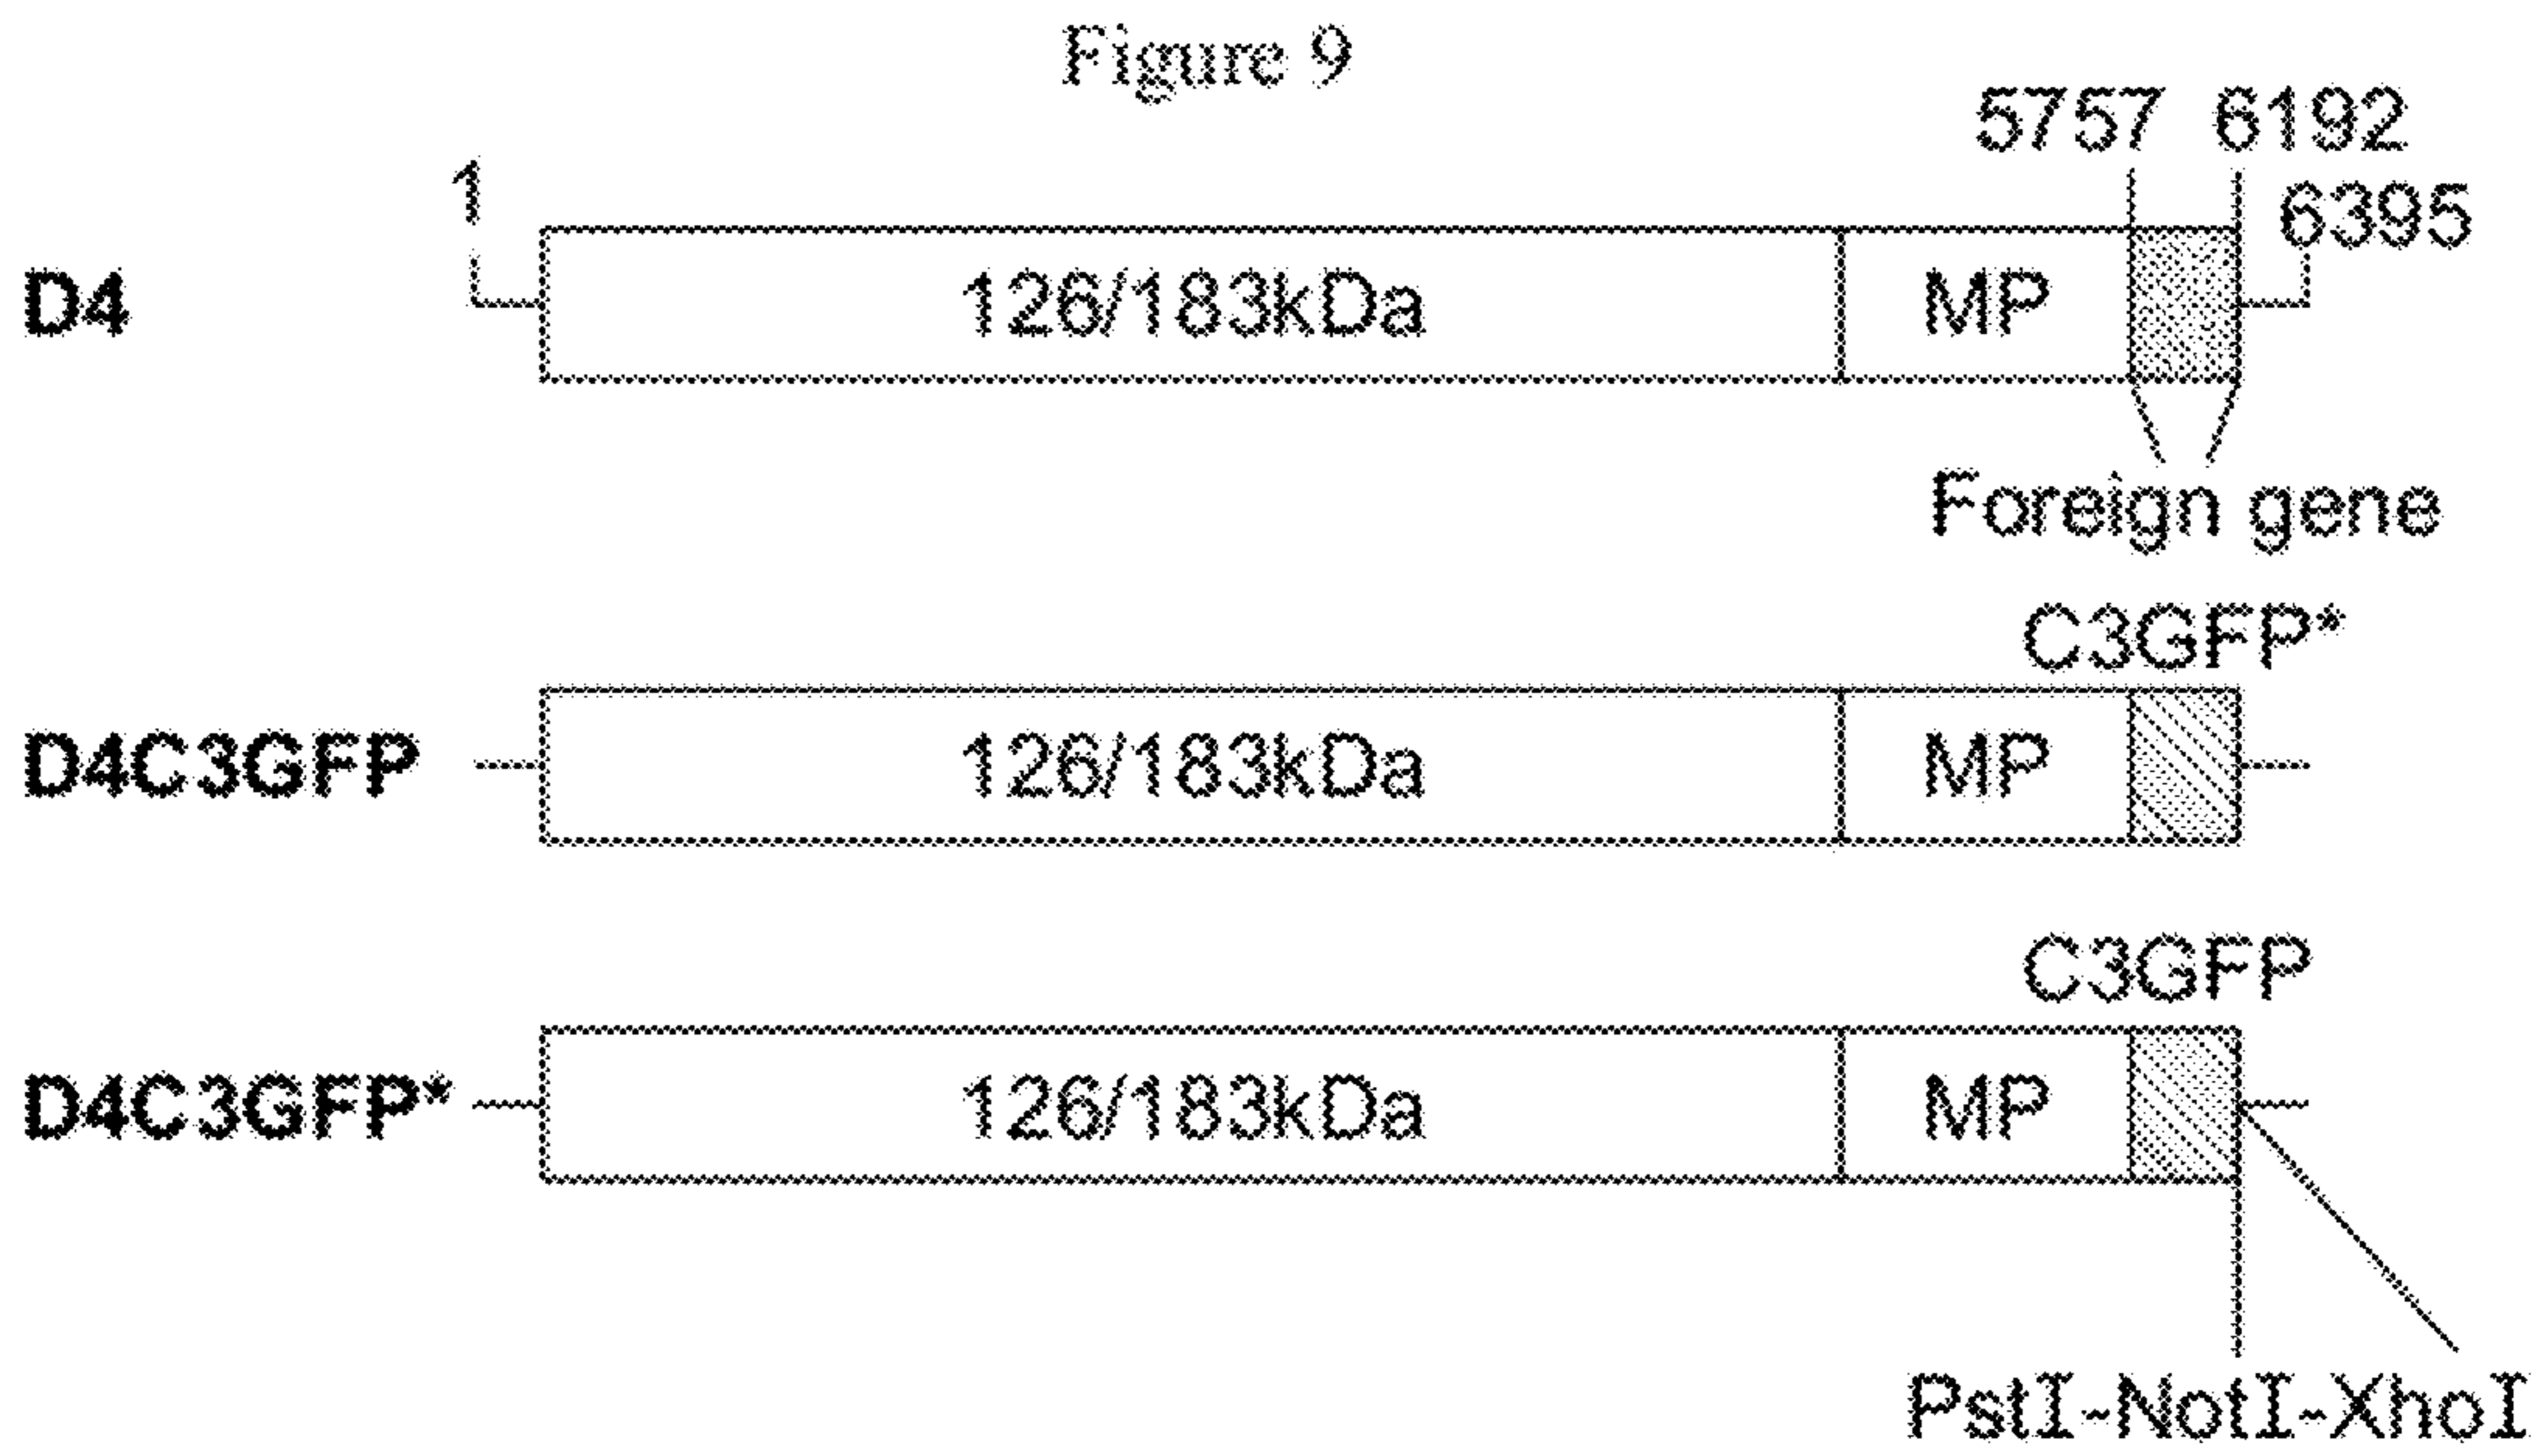 Figure 9
5757 6192
1
6395
D4
126/183kDa
MP
Foreign gene
C3GFP*
D4C3GFP
126/183kDa
MP
C3GFP
D4C3GFP*
126/183kDa
MP
PstI-NotI-XhoI